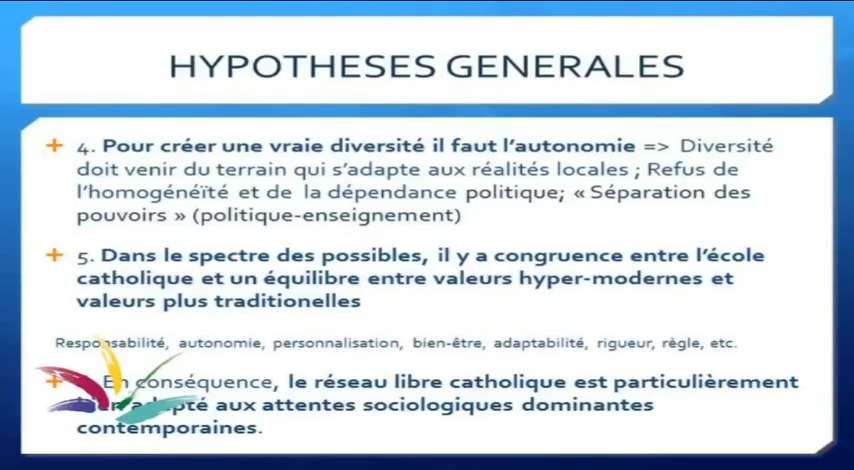 HYPOTHESES GENERALES
4. Pour créer une vraie diversité il faut l'autonomie => Diversité
doit venir du terrain qui s'adapte aux réalités locales ; Refus de
l'homogénéïté et de la dépendance politique; « Séparation des
pouvoirs » (politique-enseignement)
5. Dans le spectre des possibles, il y a congruence entre l'école
catholique et un équilibre entre valeurs hyper-modernes et
valeurs plus traditionelles
Responsabilité, autonomie, personnalisation, bien-être, adaptabilité, rigueur, règle, etc.
En conséquence, le réseau libre catholique est particulièrement
bien adapté aux attentes sociologiques dominantes
contemporaines.